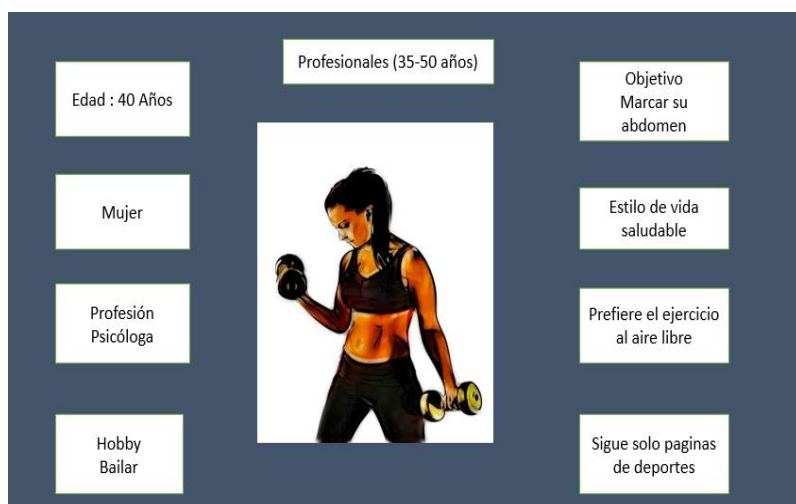 Profesionales (35-50 años)
Edad : 40 Años
Mujer
Profesión
Psicóloga
Hobby
Bailar
Objetivo
Marcar su
abdomen
Estilo de vida
saludable
Prefiere el ejercicio
al aire libre
Sigue solo paginas
de deportes